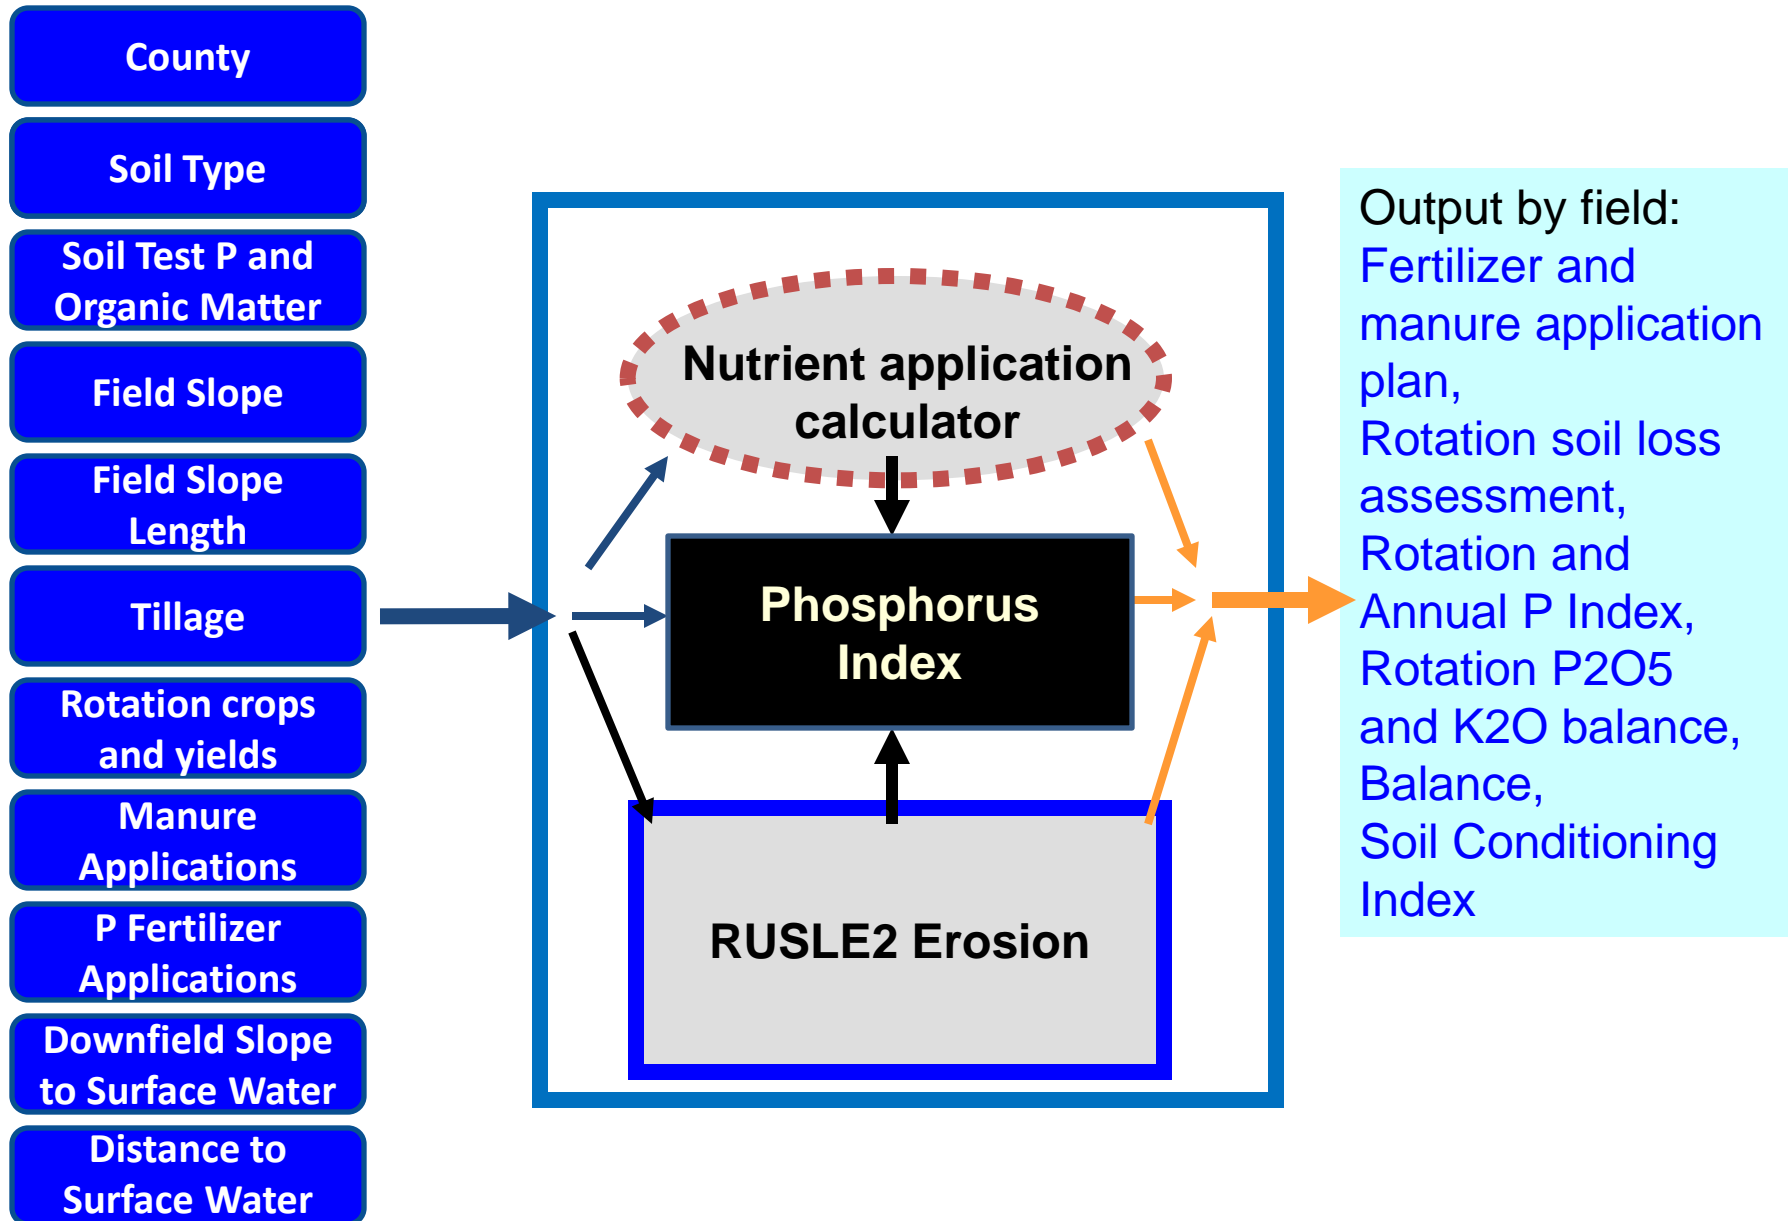 County
Soil Type
Soil Test P and
Organic Matter
Field Slope
Field Slope
Length
Tillage
Rotation crops
and yields
Manure
Applications
P Fertilizer
Applications
Downfield Slope
to Surface Water
Distance to
Surface Water
Nutrient application
calculator
Phosphorus
Index
RUSLE2 Erosion
Output by field:
Fertilizer and
manure application
plan,
Rotation soil loss
assessment,
Rotation and
Annual P Index,
Rotation P2O5
and K2O balance,
Balance,
Soil Conditioning
Index